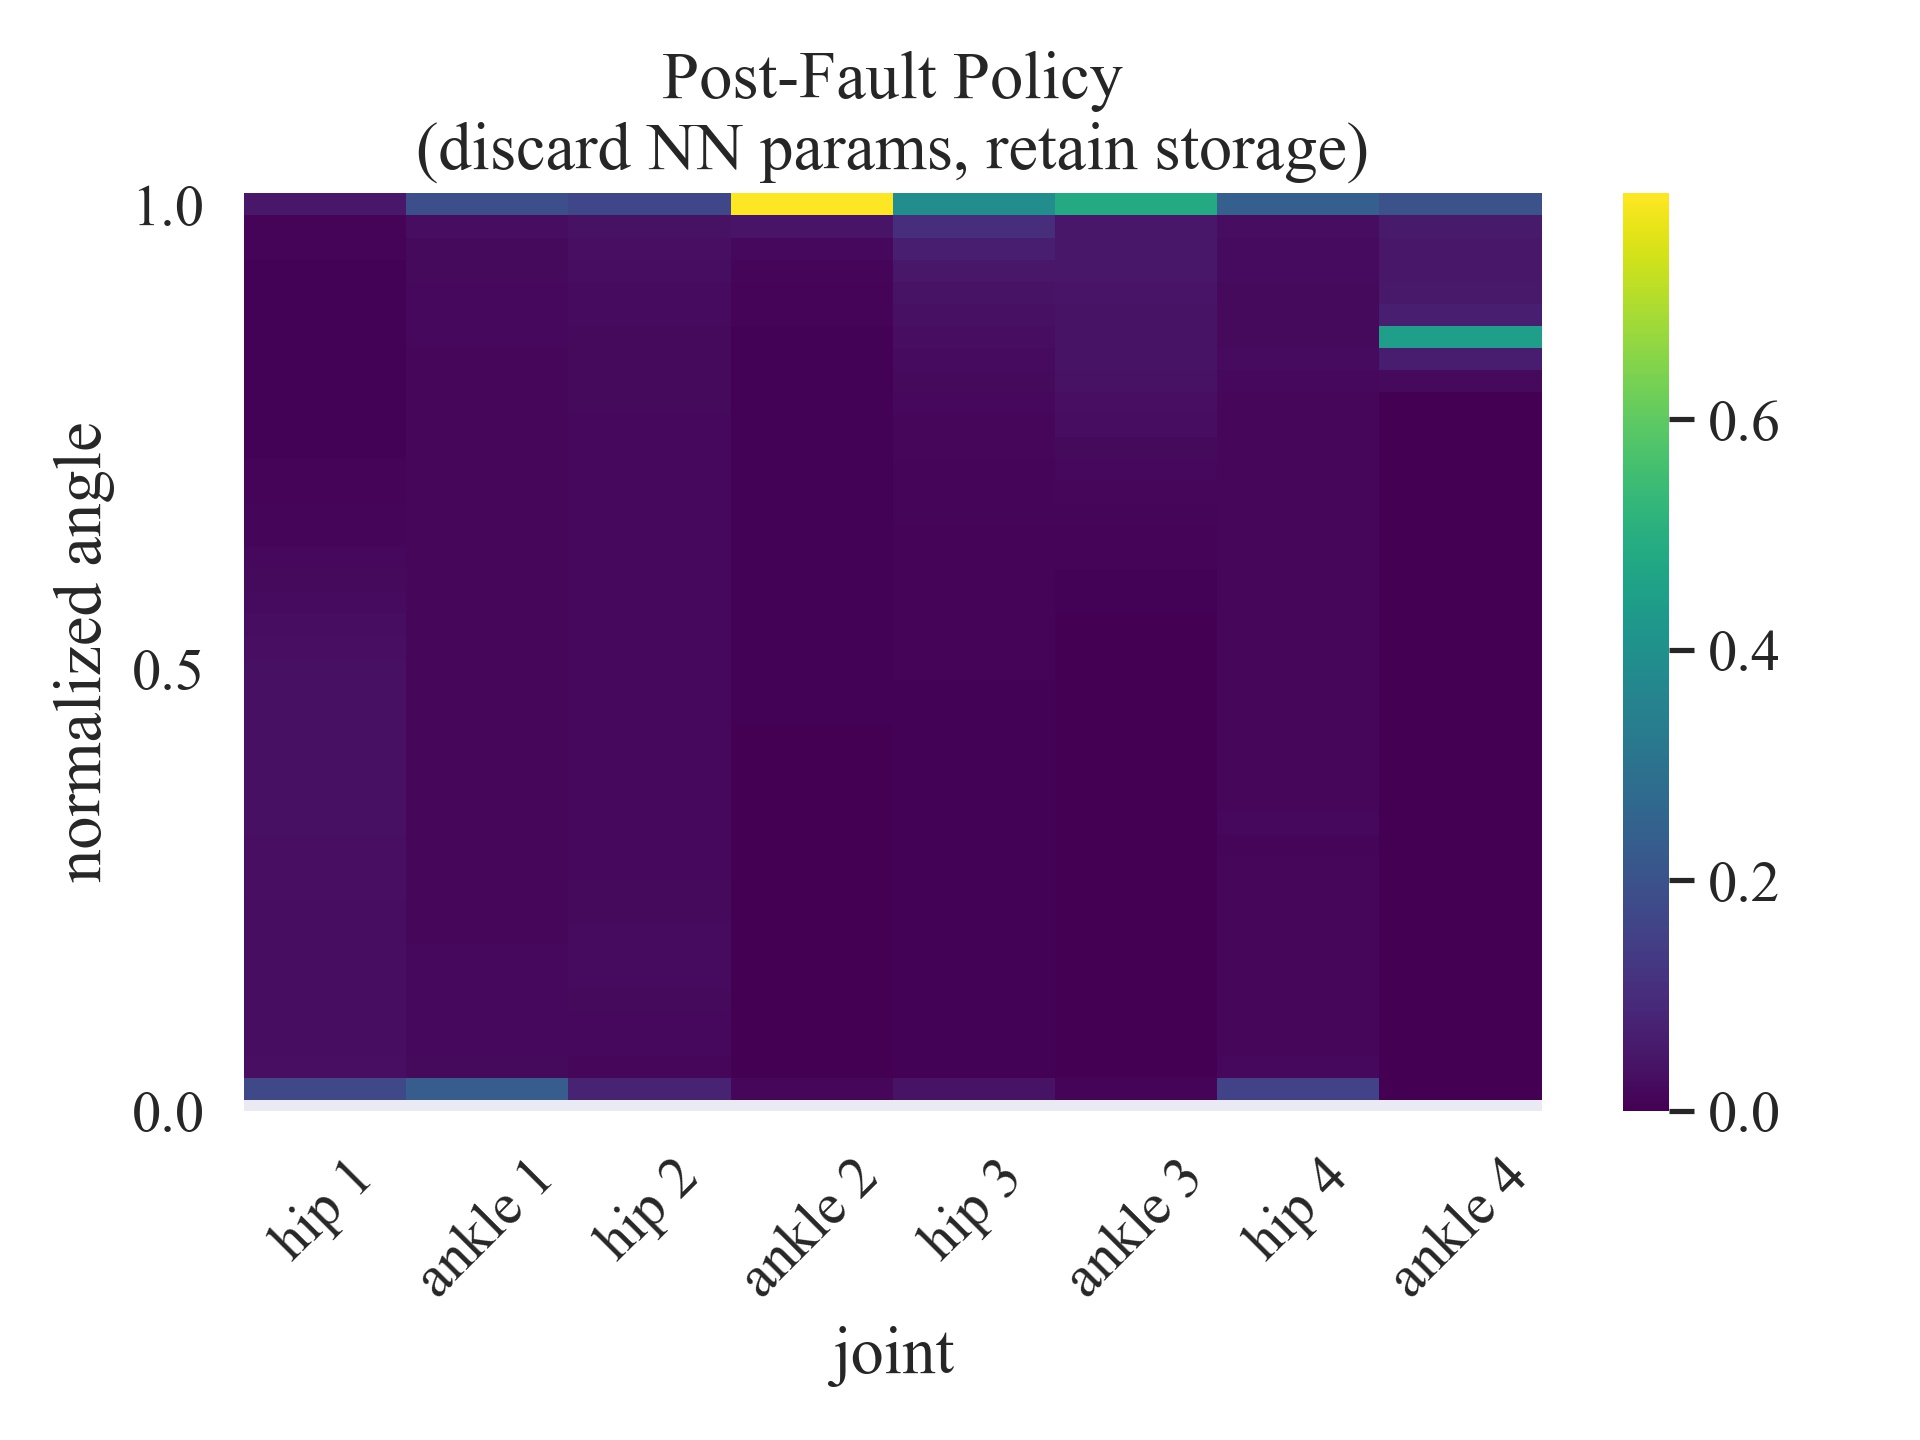 Post-Fault Policy
(discard NN params, retain storage)
1.0
0.5
0.0
normalized angle
hip 1
ankle 1
hip 2
ankle 2
hip 3
ankle 3
hip 4
ankle 4
joint
0.6
0.4
0.2
0.0